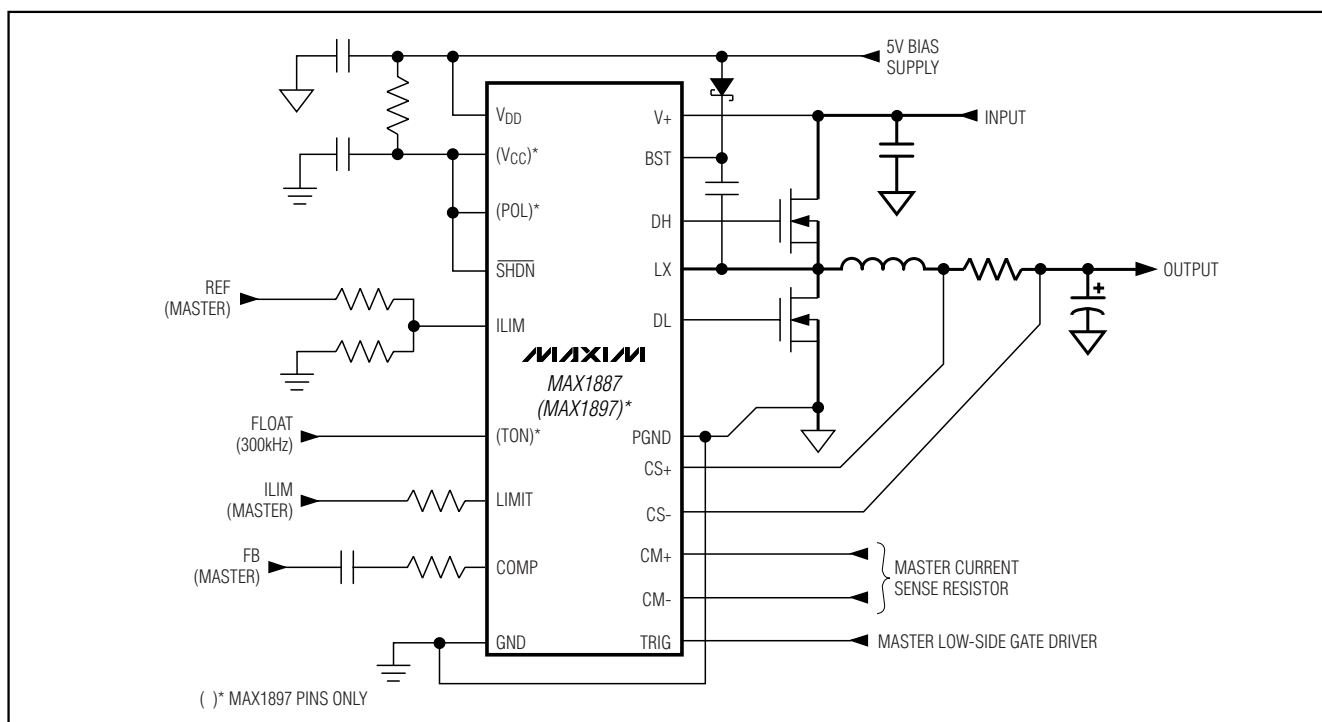 5V BIAS
SUPPLY
VDD
V+
INPUT
(VCC)*
BST
(POL)*
DH
SHDN
LX
OUTPUT
REF
(MASTER)
ILIM
DL
MAXIM
MAX1887
(MAX1897)*
FLOAT
(300kHz)
(TON)*
PGND
CS+
ILIM
(MASTER)
LIMIT
CS-
FB
(MASTER)
COMP
CM+
CM-
MASTER CURRENT
SENSE RESISTOR
GND
TRIG
MASTER LOW-SIDE GATE DRIVER
( )* MAX1897 PINS ONLY
+